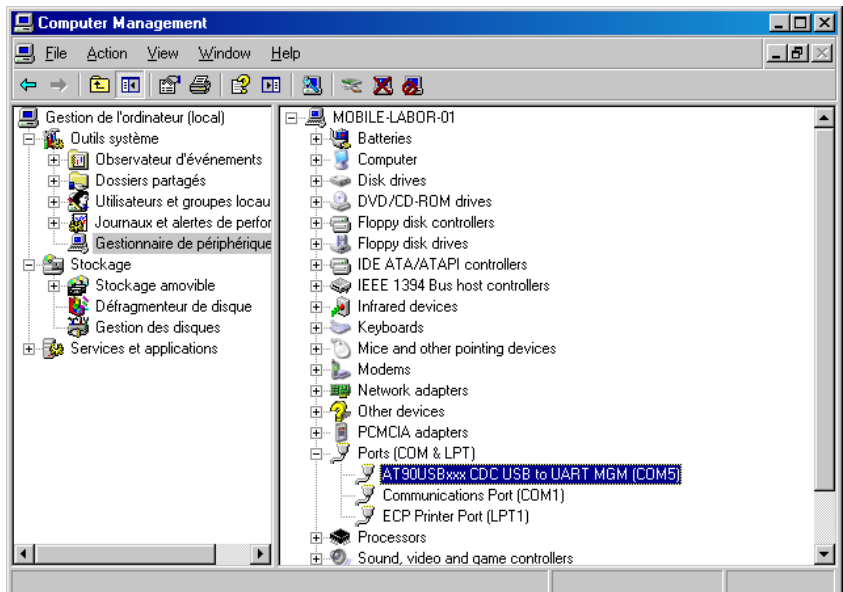 Computer Management
File Action View Window Help
Gestion de l'ordinateur (local)
Outils système
Observateur d'événements
Dossiers partagés
Utilisateurs et groupes locau
Journaux et alertes de perfor
Gestionnaire de périphérique
Stockage
Stockage amovible
Défragmenteur de disque
Gestion des disques
Services et applications
MOBILE-LABOR-01
Batteries
Computer
Disk drives
DVD/CD-ROM drives
Floppy disk controllers
Floppy disk drives
IDE ATA/ATAPI controllers
IEEE 1394 Bus host controllers
Infrared devices
Keyboards
Mice and other pointing devices
Modems
Network adapters
Other devices
PCMCIA adapters
Ports (COM & LPT)
AT90USBxxx CDC USB to UART MGM (COM5)
Communications Port (COM1)
ECP Printer Port (LPT1)
Processors
Sound, video and game controllers